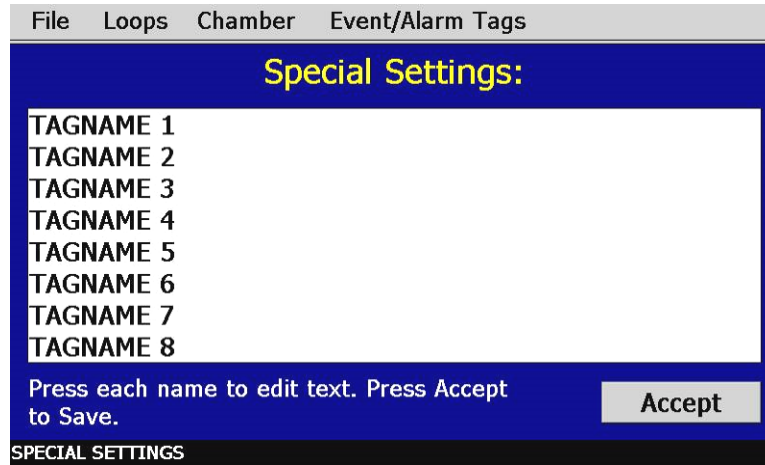 File Loops Chamber Event/Alarm Tags
Special Settings:
TAGNAME 1
TAGNAME 2
TAGNAME 3
TAGNAME 4
TAGNAME 5
TAGNAME 6
TAGNAME 7
TAGNAME 8
Press each name to edit text. Press Accept
to Save.
Accept
SPECIAL SETTINGS